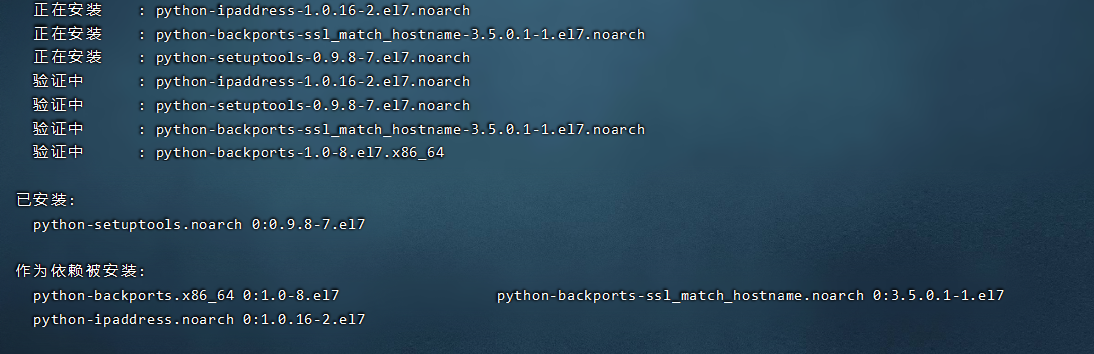 正在安装    : python-ipaddress-1.0.16-2.el7.noarch
正在安装    : python-backports-ssl_match_hostname-3.5.0.1-1.el7.noarch
正在安装    : python-setuptools-0.9.8-7.el7.noarch
验证中      : python-ipaddress-1.0.16-2.el7.noarch
验证中      : python-setuptools-0.9.8-7.el7.noarch
验证中      : python-backports-ssl_match_hostname-3.5.0.1-1.el7.noarch
验证中      : python-backports-1.0-8.el7.x86_64
已安装:
python-setuptools.noarch 0:0.9.8-7.el7
作为依赖被安装:
python-backports.x86_64 0:1.0-8.el7    python-backports-ssl_match_hostname.noarch 0:3.5.0.1-1.el7
python-ipaddress.noarch 0:1.0.16-2.el7